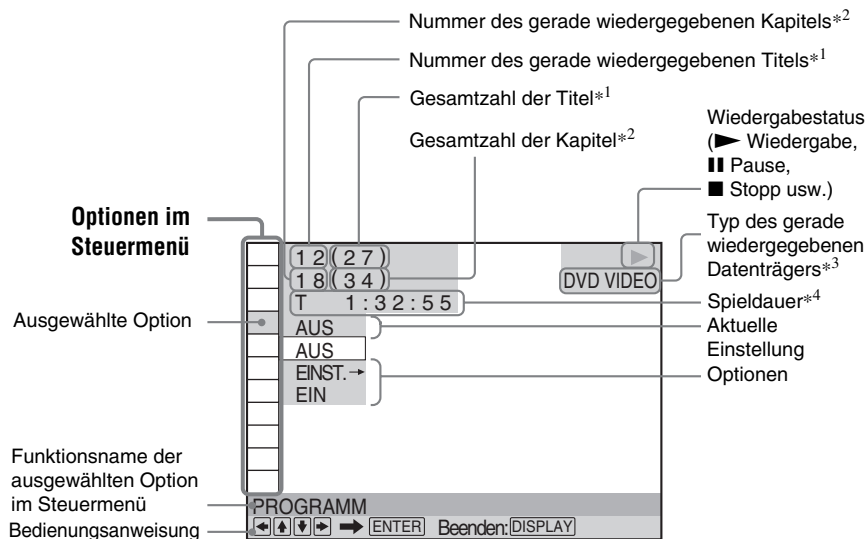 Nummer des gerade wiedergegebenen Kapitels*2
Nummer des gerade wiedergegebenen Titels*1
Gesamtzahl der Titel*1
Gesamtzahl der Kapitel*2
Wiedergabestatus
(► Wiedergabe,
❚❚ Pause,
■ Stopp usw.)
Typ des gerade
wiedergegebenen
Datenträgers*3
Spieldauer*4
Aktuelle
Einstellung
Optionen
Optionen im
Steuermenü
Ausgewählte Option
Funktionsname der
ausgewählten Option
im Steuermenü
Bedienungsanweisung
12(27)
18(34)
T 1:32:55
►
DVD VIDEO
AUS
AUS
EINST.→
EIN
PROGRAMM
←↑↓→ ➡ ENTER Beenden: DISPLAY